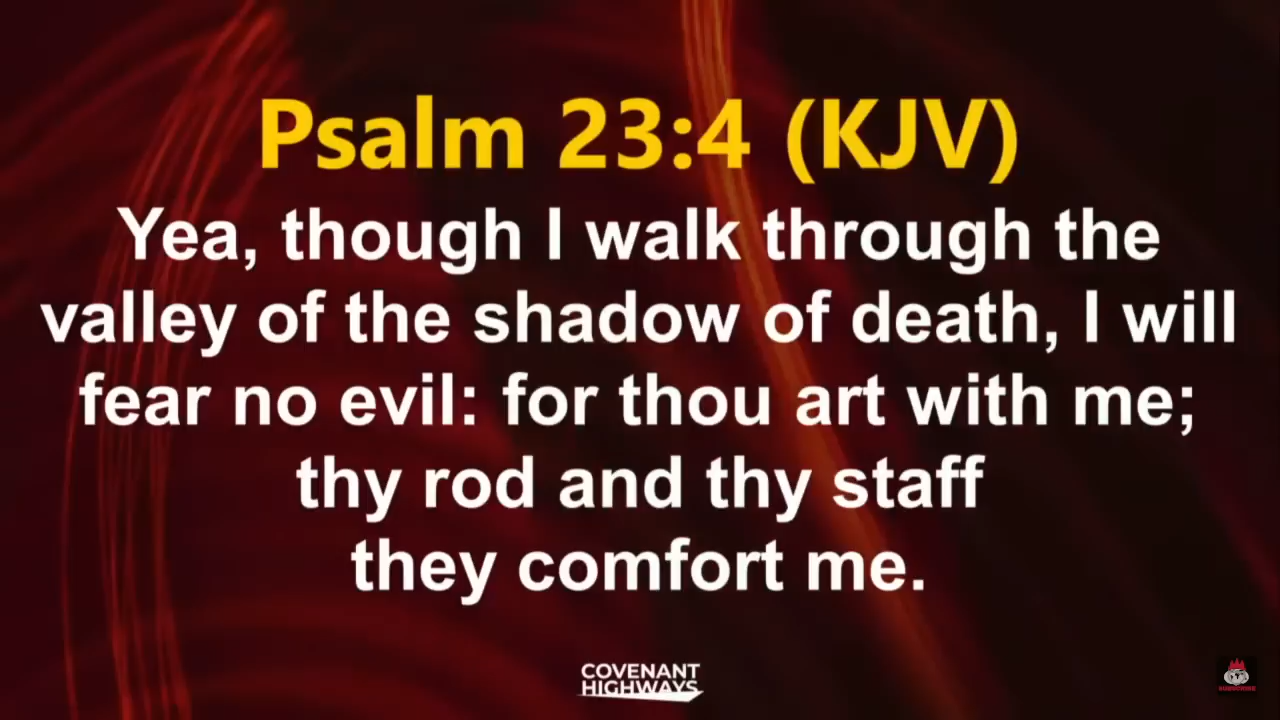 Psalm 23:4 (KJV)
Yea, though I walk through the
valley of the shadow of death, I will
fear no evil: for thou art with me;
thy rod and thy staff
they comfort me.
COVENANT
HIGHWAYS
SUBSCRIBE